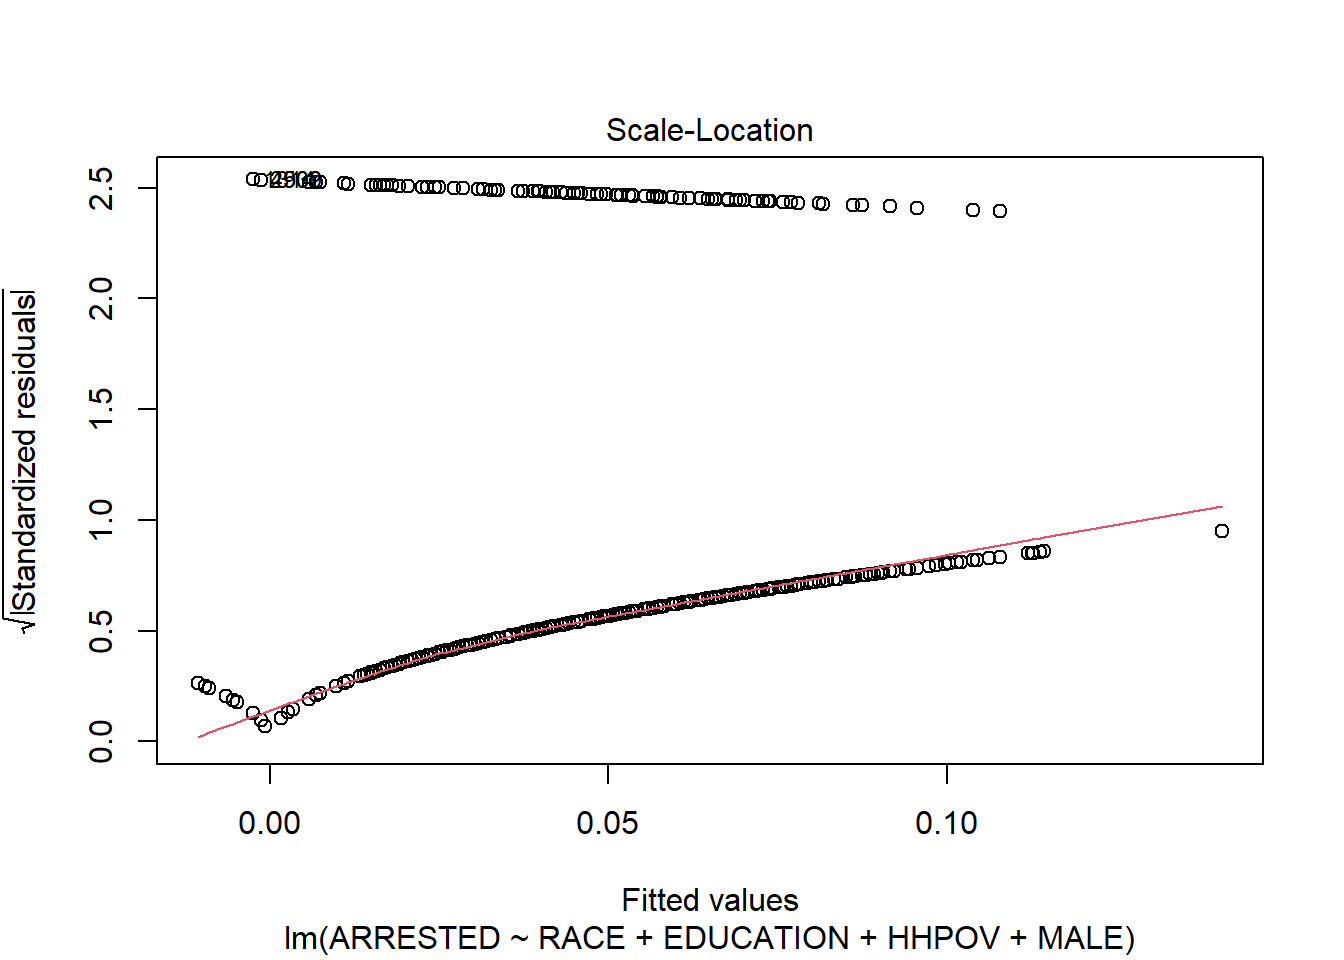 Scale-Location
√|Standardized residuals|
2.5
2.0
1.5
1.0
0.5
0.0
0.00 0.05 0.10
Fitted values
lm(ARRESTED ~ RACE + EDUCATION + HHPOV + MALE)